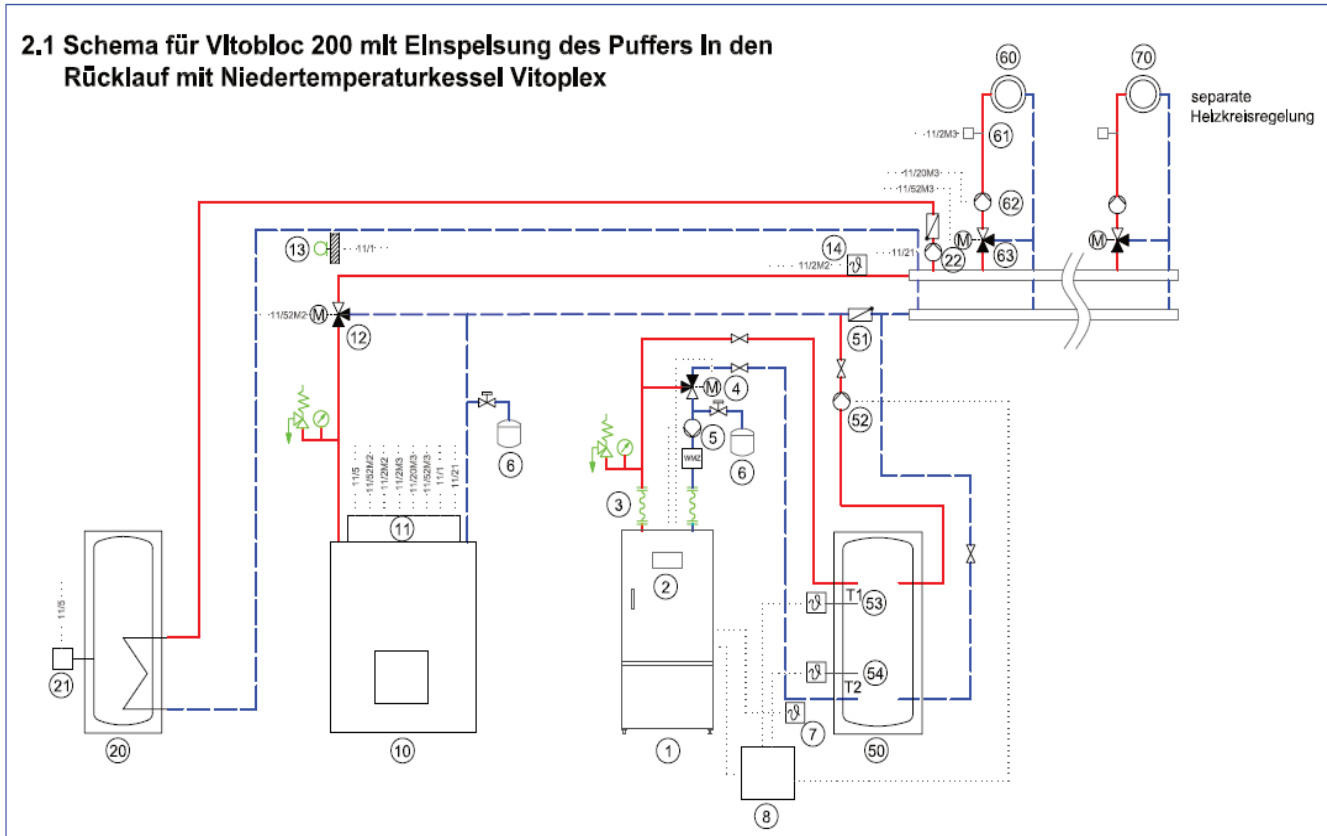 2.1 Schema für Vitobloc 200 mit Einspeisung des Puffers in den
Rücklauf mit Niedertemperaturkessel Vitoplex
60
70
separate
Heizkreisregelung
11/2M3
61
11/20M3
11/52M3
62
13
11/1
14
11/2M2
11/21
22
M
63
M
11/52M2
M
12
51
4
M
52
5
6
WMZ
6
3
11/5
11/52M2
11/2M2
11/2M3
11/20M3
11/52M3
11/1
11/21
11
2
T1
53
54
T2
11/5
21
7
20
10
1
50
8